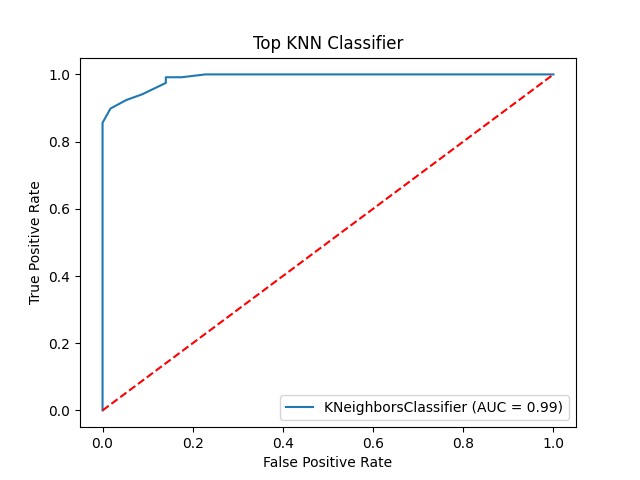 Top KNN Classifier
1.0
0.8
0.6
0.4
0.2
0.0
True Positive Rate
KNeighborsClassifier (AUC = 0.99)
0.0 0.2 0.4 0.6 0.8 1.0
False Positive Rate